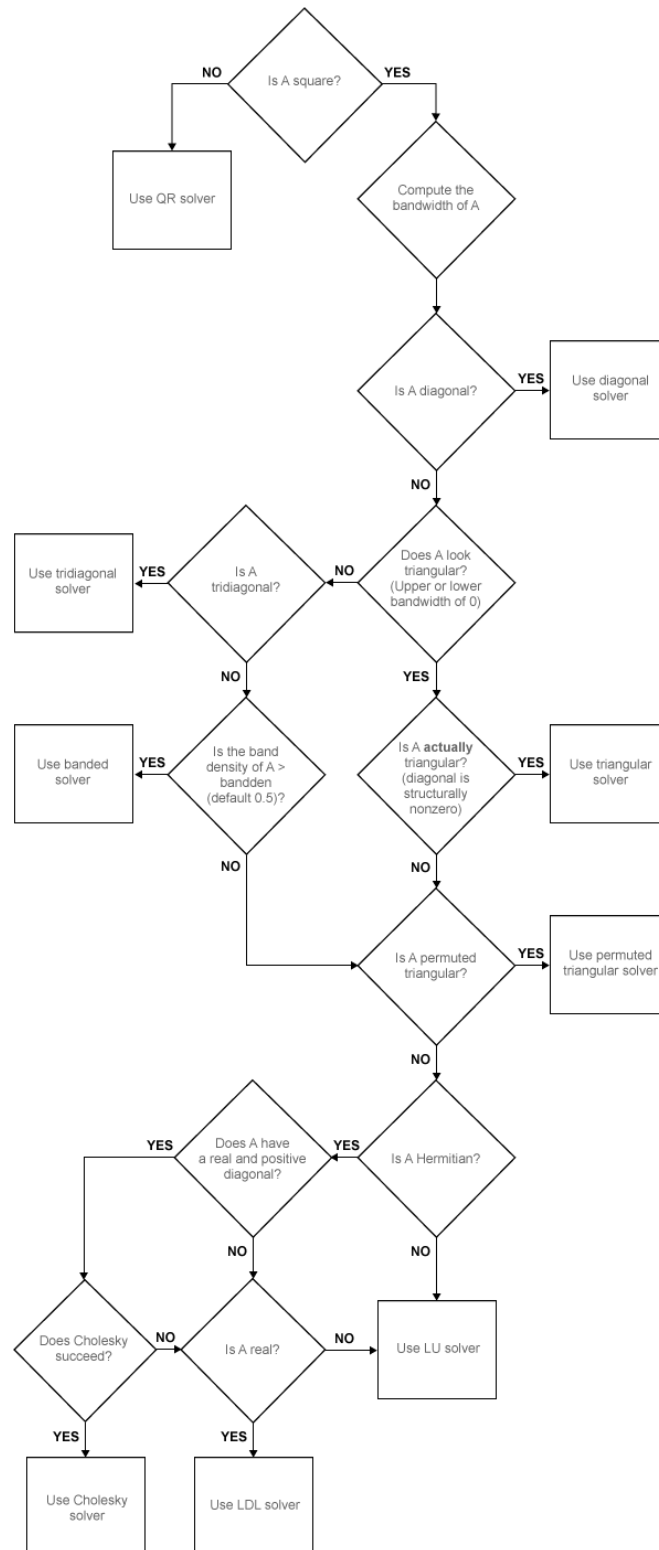 NO
Is A square?
YES
Use QR solver
Compute the
bandwidth of A
Is A diagonal?
YES
Use diagonal
solver
NO
Use tridiagonal
solver
YES
Is A
tridiagonal?
NO
Does A look
triangular?
(Upper or lower
bandwidth of 0)
NO
YES
Use banded
solver
YES
Is the band
density of A >
bandden
(default 0.5)?
Is A actually
triangular?
(diagonal is
structurally
nonzero)
YES
Use triangular
solver
NO
NO
Is A permuted
triangular?
YES
Use permuted
triangular solver
NO
YES
Does A have
a real and positive
diagonal?
YES
Is A Hermitian?
NO
NO
Does Cholesky
succeed?
NO
Is A real?
NO
Use LU solver
YES
YES
Use Cholesky
solver
Use LDL solver